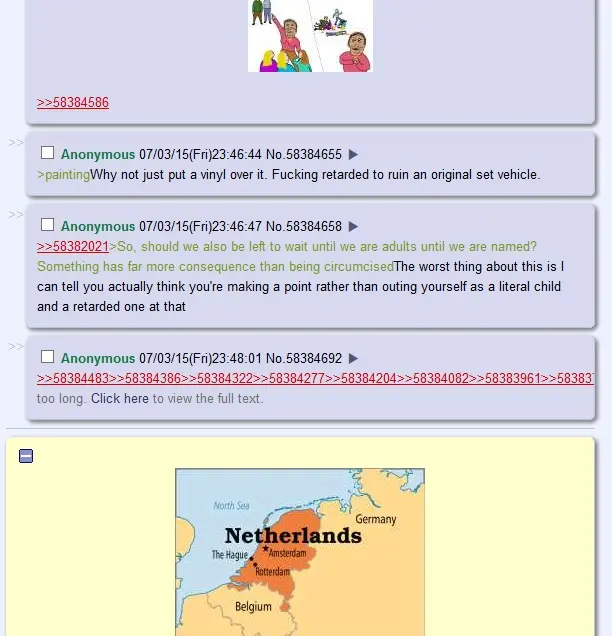 >>58384586
>> Anonymous 07/03/15(Fri)23:46:44 No.58384655 ▶
>paintingWhy not just put a vinyl over it. Fucking retarded to ruin an original set vehicle.
>> Anonymous 07/03/15(Fri)23:46:47 No.58384658 ▶
>>58382021>So, should we also be left to wait until we are adults until we are named?
Something has far more consequence than being circumcisedThe worst thing about this is I
can tell you actually think you're making a point rather than outing yourself as a literal child
and a retarded one at that
>> Anonymous 07/03/15(Fri)23:48:01 No.58384692 ▶
>>58384483>>58384386>>58384322>>58384277>>58384204>>58384082>>58383961>>58383
too long. Click here to view the full text.
North Sea
Germany
Netherlands
The Hague
Amsterdam
Rotterdam
Belgium